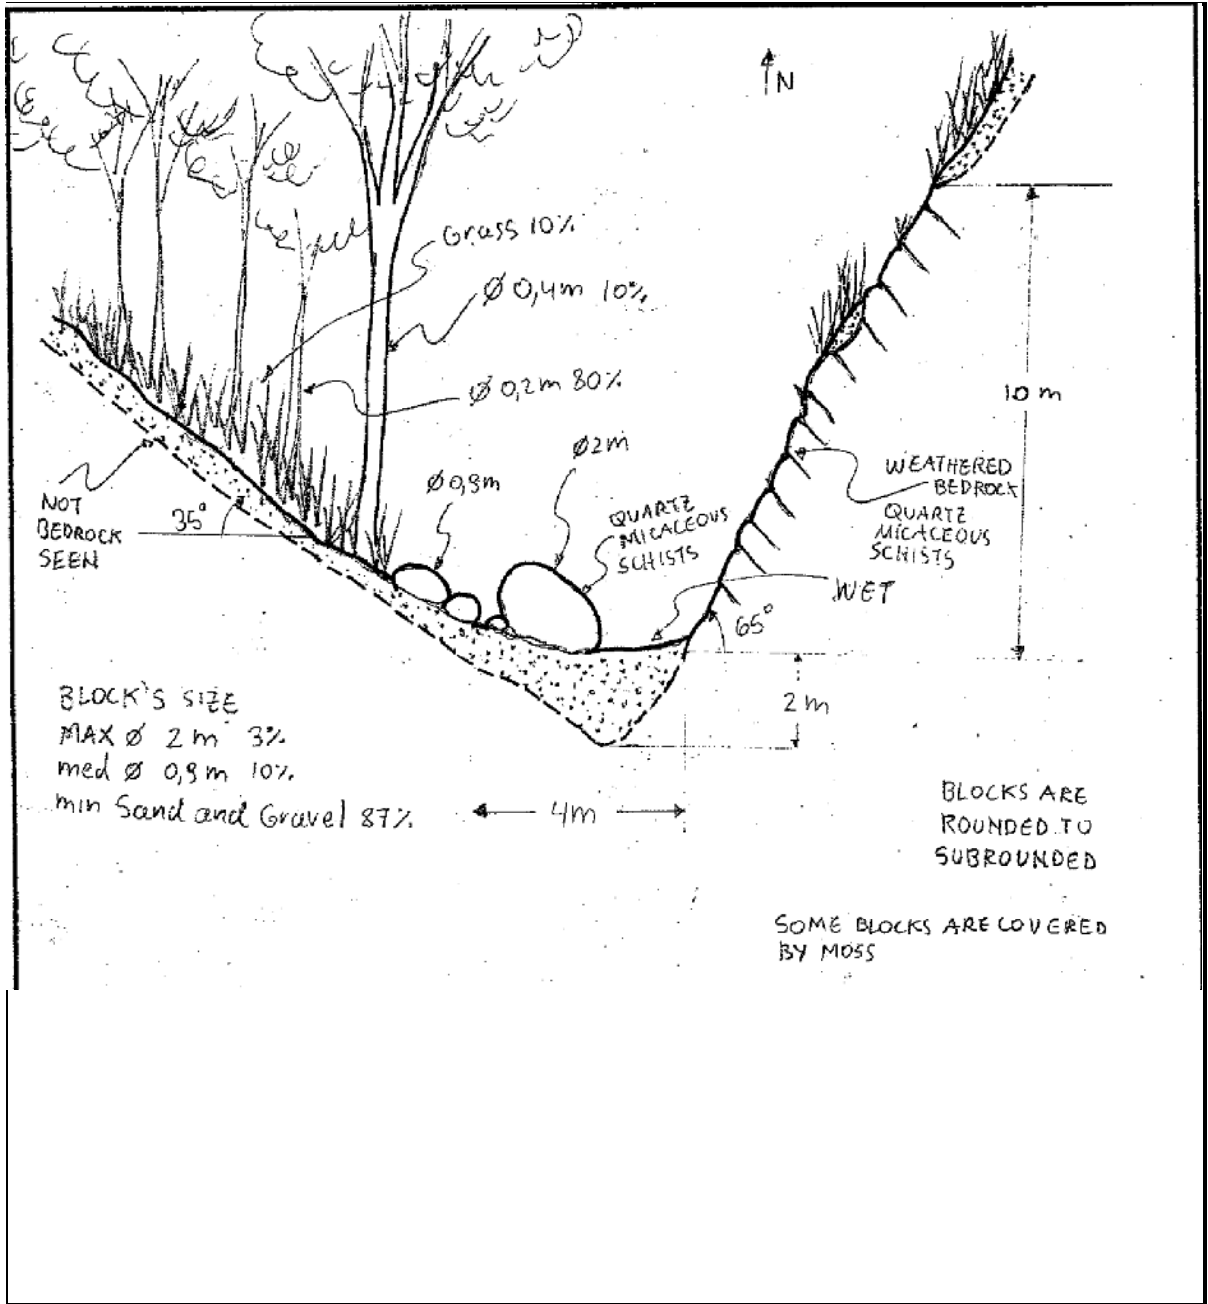 N
Grass 10%
Ø 0,4m 10%
Ø 0,2m 80%
10 m
Ø2m
Ø 0,9m
WEATHERED
BEDROCK
QUARTZ
MICACEOUS
SCHISTS
QUARTZ
MICACEOUS
SCHISTS
NOT
BEDROCK
SEEN
35°
WET
65°
2 m
BLOCK'S SIZE
MAX Ø 2 m 3%
med Ø 0,9m 10%
min Sand and Gravel 87%
4m
BLOCKS ARE
ROUNDED TO
SUBROUNDED
SOME BLOCKS ARE COVERED
BY MOSS